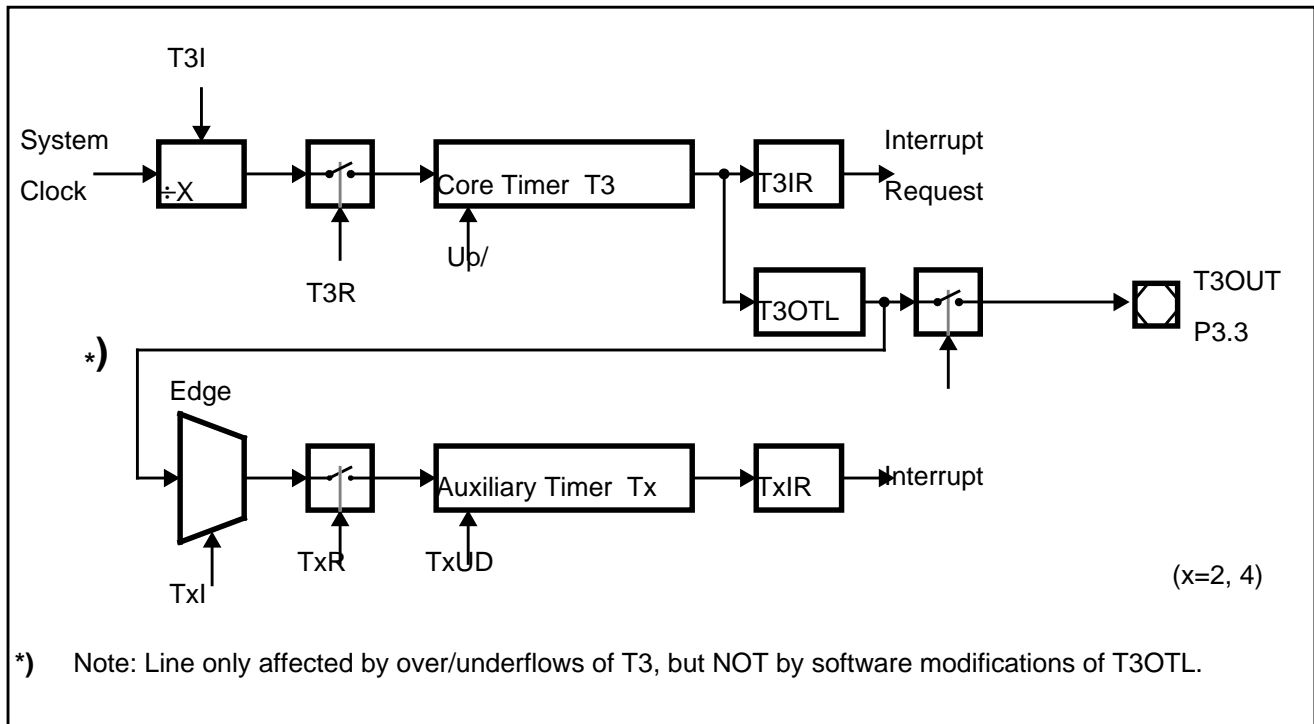 T3I
System
Clock
÷X
T3R
Core Timer T3
Up/
T3IR
Interrupt
Request
T3OTL
T3OUT
P3.3
*)
Edge
TxI
TxR
Auxiliary Timer Tx
TxUD
TxIR
Interrupt
(x=2, 4)
*) Note: Line only affected by over/underflows of T3, but NOT by software modifications of T3OTL.